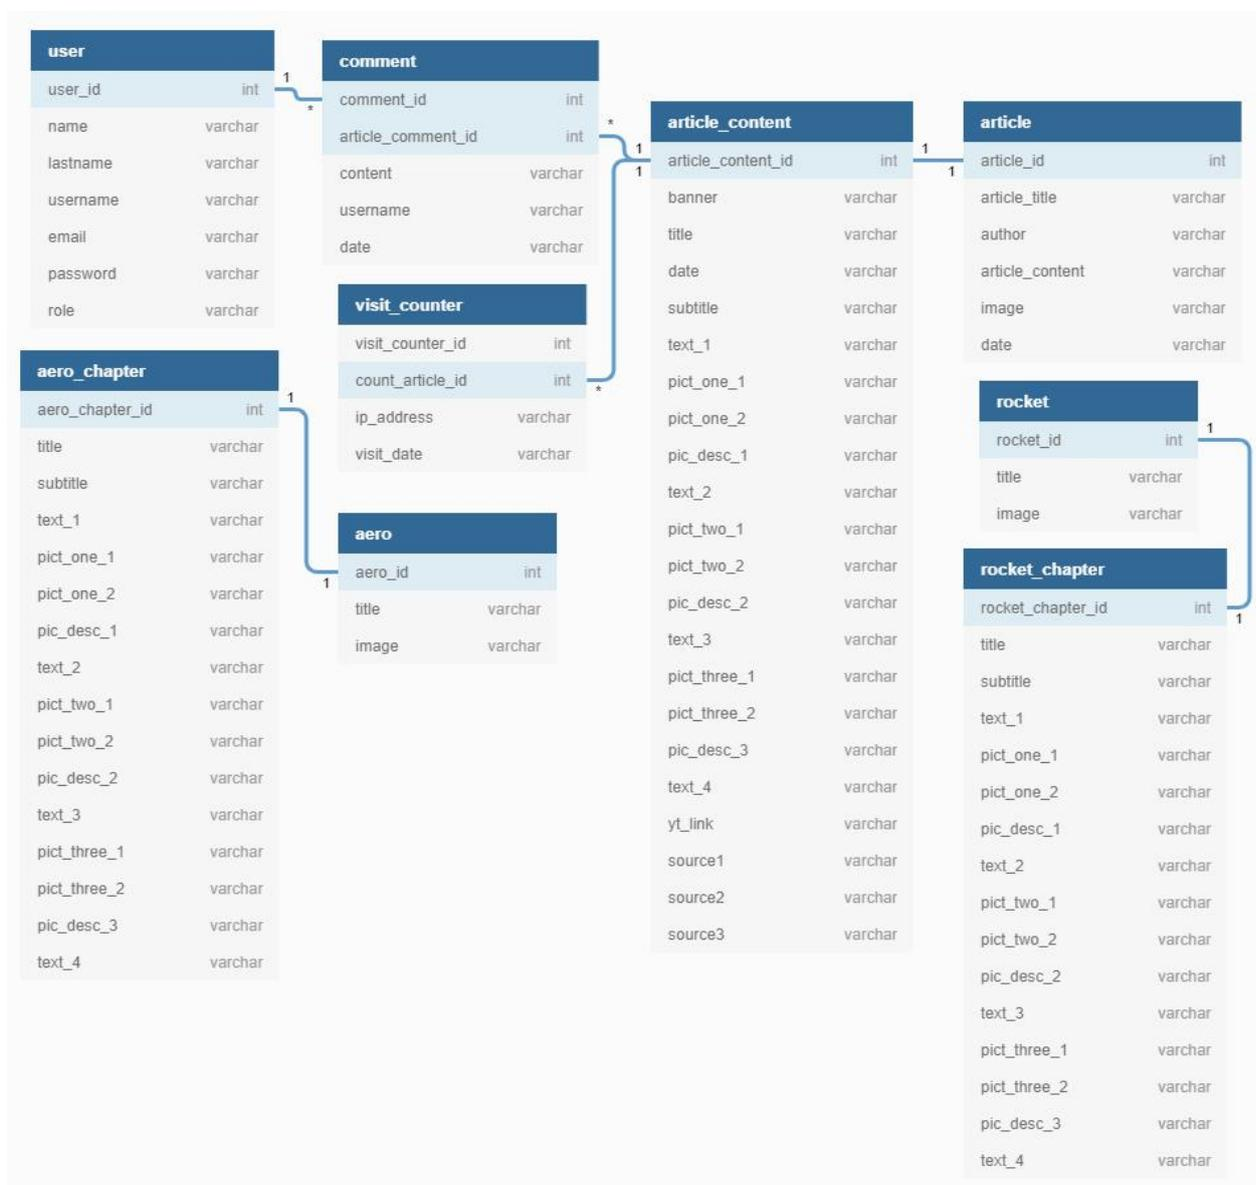 user
user_id int
name varchar
lastname varchar
username varchar
email varchar
password varchar
role varchar
1
*
comment
comment_id int
article_comment_id int
content varchar
username varchar
date varchar
*
1
1
visit_counter
visit_counter_id int
count_article_id int
ip_address varchar
visit_date varchar
*
article_content
article_content_id int
banner varchar
title varchar
date varchar
subtitle varchar
text_1 varchar
pict_one_1 varchar
pict_one_2 varchar
pic_desc_1 varchar
text_2 varchar
pict_two_1 varchar
pict_two_2 varchar
pic_desc_2 varchar
text_3 varchar
pict_three_1 varchar
pict_three_2 varchar
pic_desc_3 varchar
text_4 varchar
yt_link varchar
source1 varchar
source2 varchar
source3 varchar
1
1
article
article_id int
article_title varchar
author varchar
article_content varchar
image varchar
date varchar
aero_chapter
aero_chapter_id int
title varchar
subtitle varchar
text_1 varchar
pict_one_1 varchar
pict_one_2 varchar
pic_desc_1 varchar
text_2 varchar
pict_two_1 varchar
pict_two_2 varchar
pic_desc_2 varchar
text_3 varchar
pict_three_1 varchar
pict_three_2 varchar
pic_desc_3 varchar
text_4 varchar
1
1
aero
aero_id int
title varchar
image varchar
rocket
rocket_id int
title varchar
image varchar
1
1
rocket_chapter
rocket_chapter_id int
title varchar
subtitle varchar
text_1 varchar
pict_one_1 varchar
pict_one_2 varchar
pic_desc_1 varchar
text_2 varchar
pict_two_1 varchar
pict_two_2 varchar
pic_desc_2 varchar
text_3 varchar
pict_three_1 varchar
pict_three_2 varchar
pic_desc_3 varchar
text_4 varchar